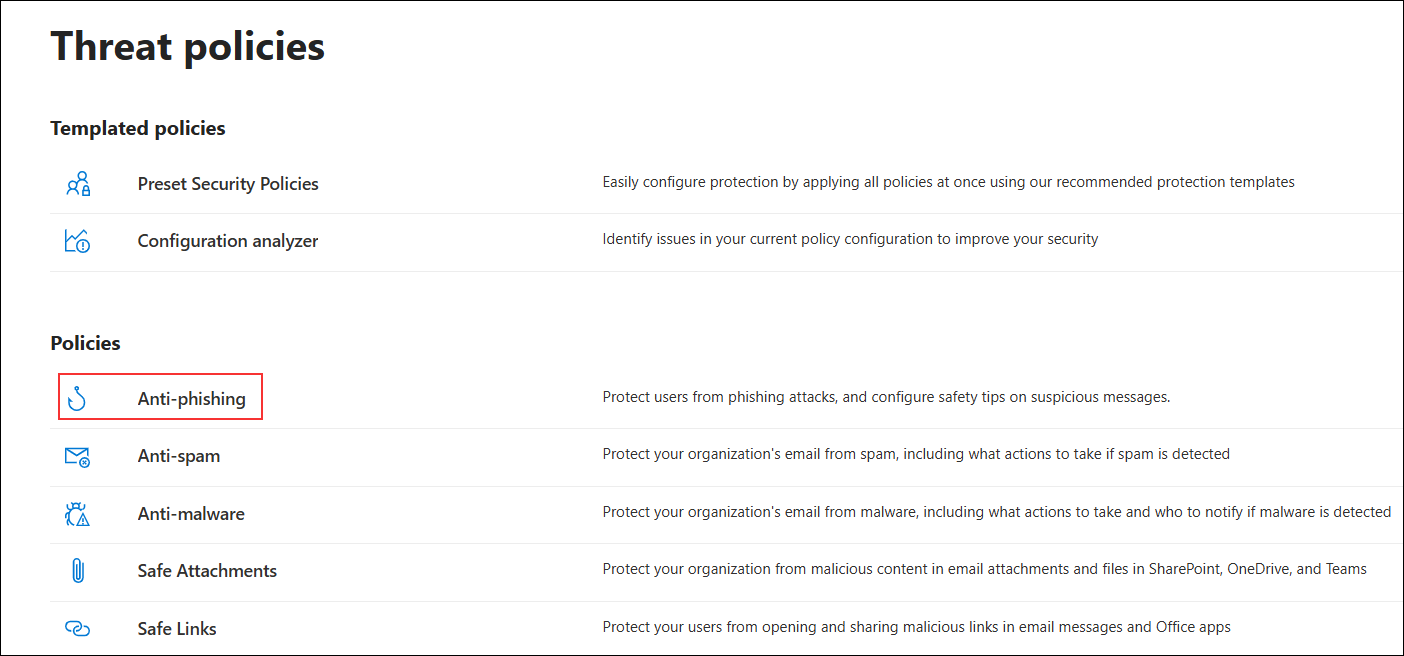 Threat policies
Templated policies
Preset Security Policies
Easily configure protection by applying all policies at once using our recommended protection templates
Configuration analyzer
Identify issues in your current policy configuration to improve your security
Policies
Anti-phishing
Protect users from phishing attacks, and configure safety tips on suspicious messages.
Anti-spam
Protect your organization's email from spam, including what actions to take if spam is detected
Anti-malware
Protect your organization's email from malware, including what actions to take and who to notify if malware is detected
Safe Attachments
Protect your organization from malicious content in email attachments and files in SharePoint, OneDrive, and Teams
Safe Links
Protect your users from opening and sharing malicious links in email messages and Office apps